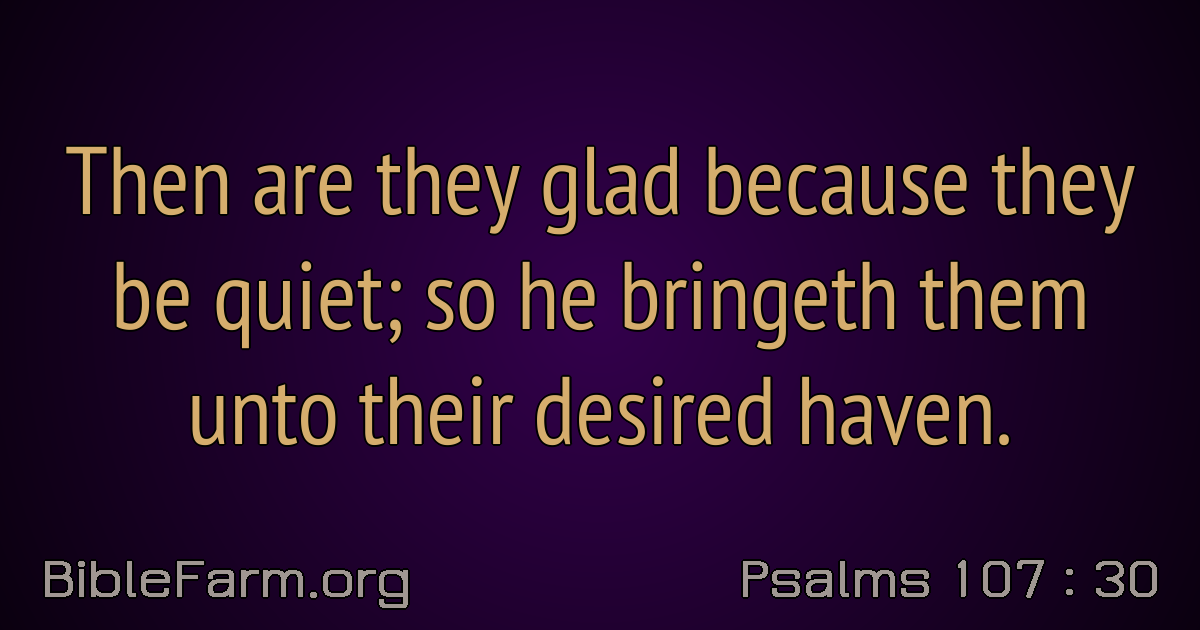 Then are they glad because they
be quiet; so he bringeth them
unto their desired haven.
BibleFarm.org
Psalms 107 : 30